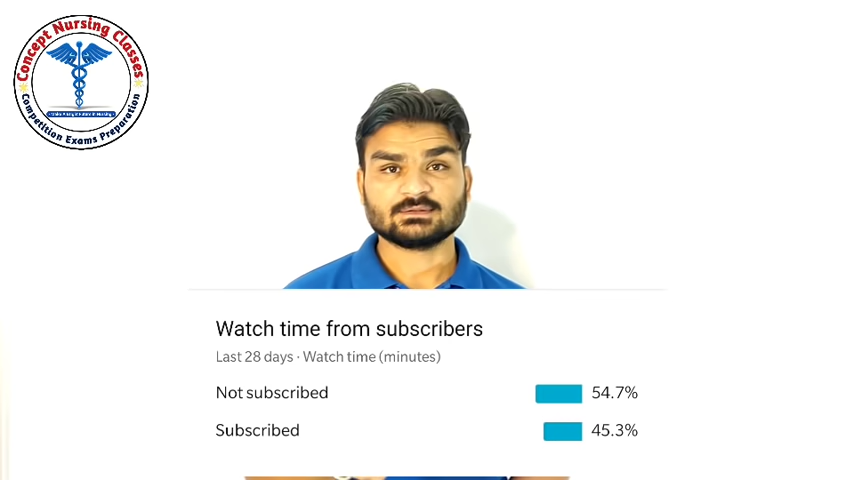 Concept Nursing Classes
Competition Exams Preparation
Watch time from subscribers
Last 28 days · Watch time (minutes)
Not subscribed 54.7%
Subscribed 45.3%